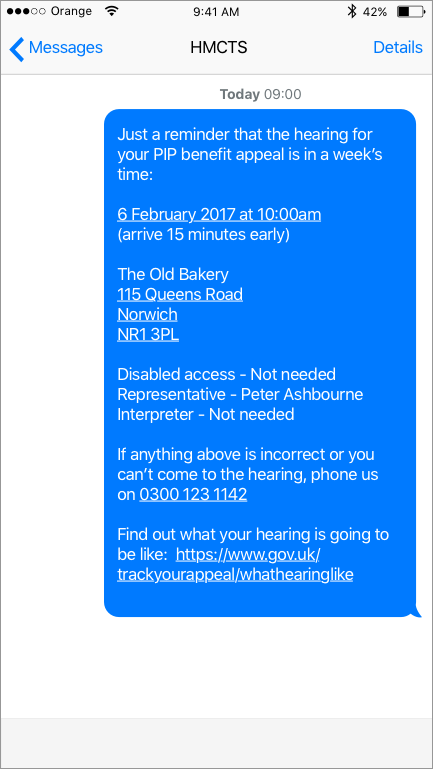 Orange 9:41 AM 42%
Messages HMCTS Details
Today 09:00
Just a reminder that the hearing for
your PIP benefit appeal is in a week’s
time:
6 February 2017 at 10:00am
(arrive 15 minutes early)
The Old Bakery
115 Queens Road
Norwich
NR1 3PL
Disabled access - Not needed
Representative - Peter Ashbourne
Interpreter - Not needed
If anything above is incorrect or you
can’t come to the hearing, phone us
on 0300 123 1142
Find out what your hearing is going to
be like: https://www.gov.uk/
trackyourappeal/whathearinglike